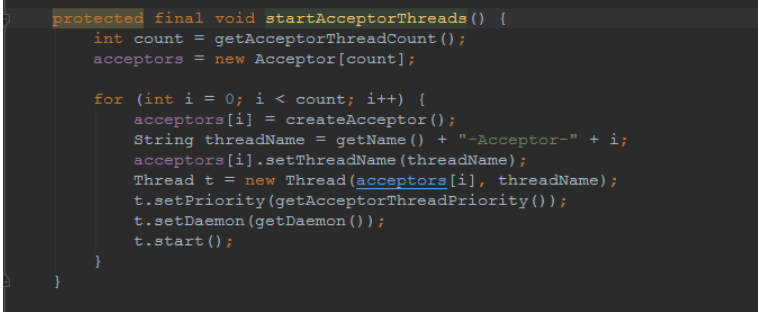 protected final void startAcceptorThreads() {
    int count = getAcceptorThreadCount();
    acceptors = new Acceptor[count];

    for (int i = 0; i < count; i++) {
        acceptors[i] = createAcceptor();
        String threadName = getName() + "-Acceptor-" + i;
        acceptors[i].setThreadName(threadName);
        Thread t = new Thread(acceptors[i], threadName);
        t.setPriority(getAcceptorThreadPriority());
        t.setDaemon(getDaemon());
        t.start();
    }
}